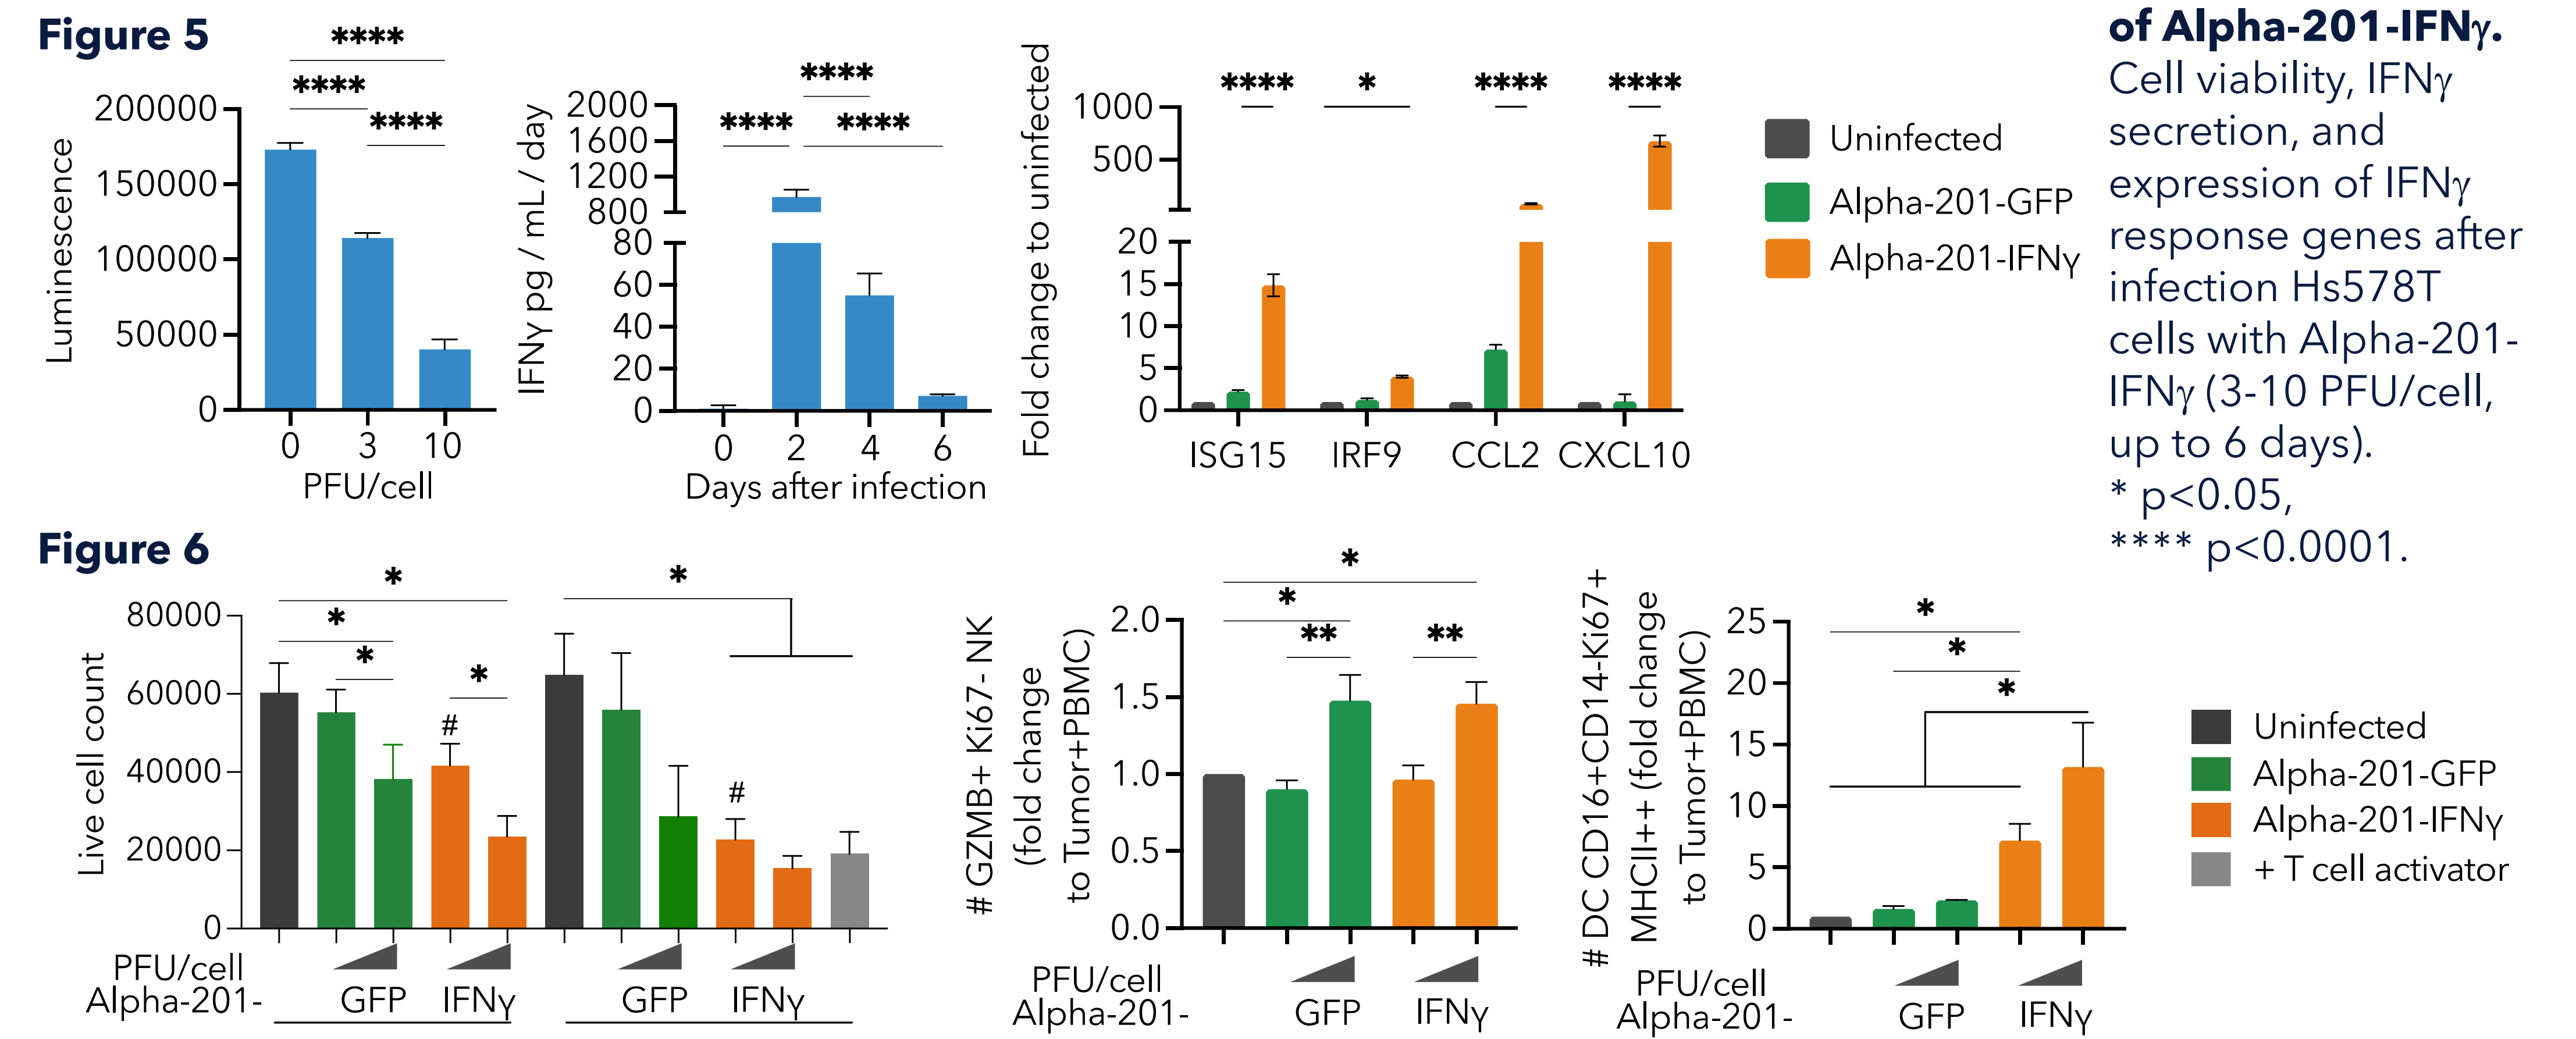 Figure 5
****
****
****
200000
150000
100000
50000
0
Luminescence
0 3 10
PFU/cell
****
**** ****
2000
1600
1200
800
80
60
40
20
0
IFNγ pg / mL / day
0 2 4 6
Days after infection
**** * **** ****
1000
500
20
15
10
5
0
Fold change to uninfected
ISG15 IRF9 CCL2 CXCL10
Uninfected
Alpha-201-GFP
Alpha-201-IFNγ
of Alpha-201-IFNγ.
Cell viability, IFNγ
secretion, and
expression of IFNγ
response genes after
infection Hs578T
cells with Alpha-201-
IFNγ (3-10 PFU/cell,
up to 6 days).
* p<0.05,
**** p<0.0001.
Figure 6
* *
*
* *
# #
80000
60000
40000
20000
0
Live cell count
PFU/cell
Alpha-201- GFP IFNγ GFP IFNγ
*
*
** **
2.0
1.5
1.0
0.5
0.0
# GZMB+ Ki67- NK
(fold change
to Tumor+PBMC)
PFU/cell
Alpha-201- GFP IFNγ
*
*
*
25
20
15
10
5
0
# DC CD16+CD14-Ki67+
MHCII++ (fold change
to Tumor+PBMC)
PFU/cell
Alpha-201- GFP IFNγ
Uninfected
Alpha-201-GFP
Alpha-201-IFNγ
+ T cell activator